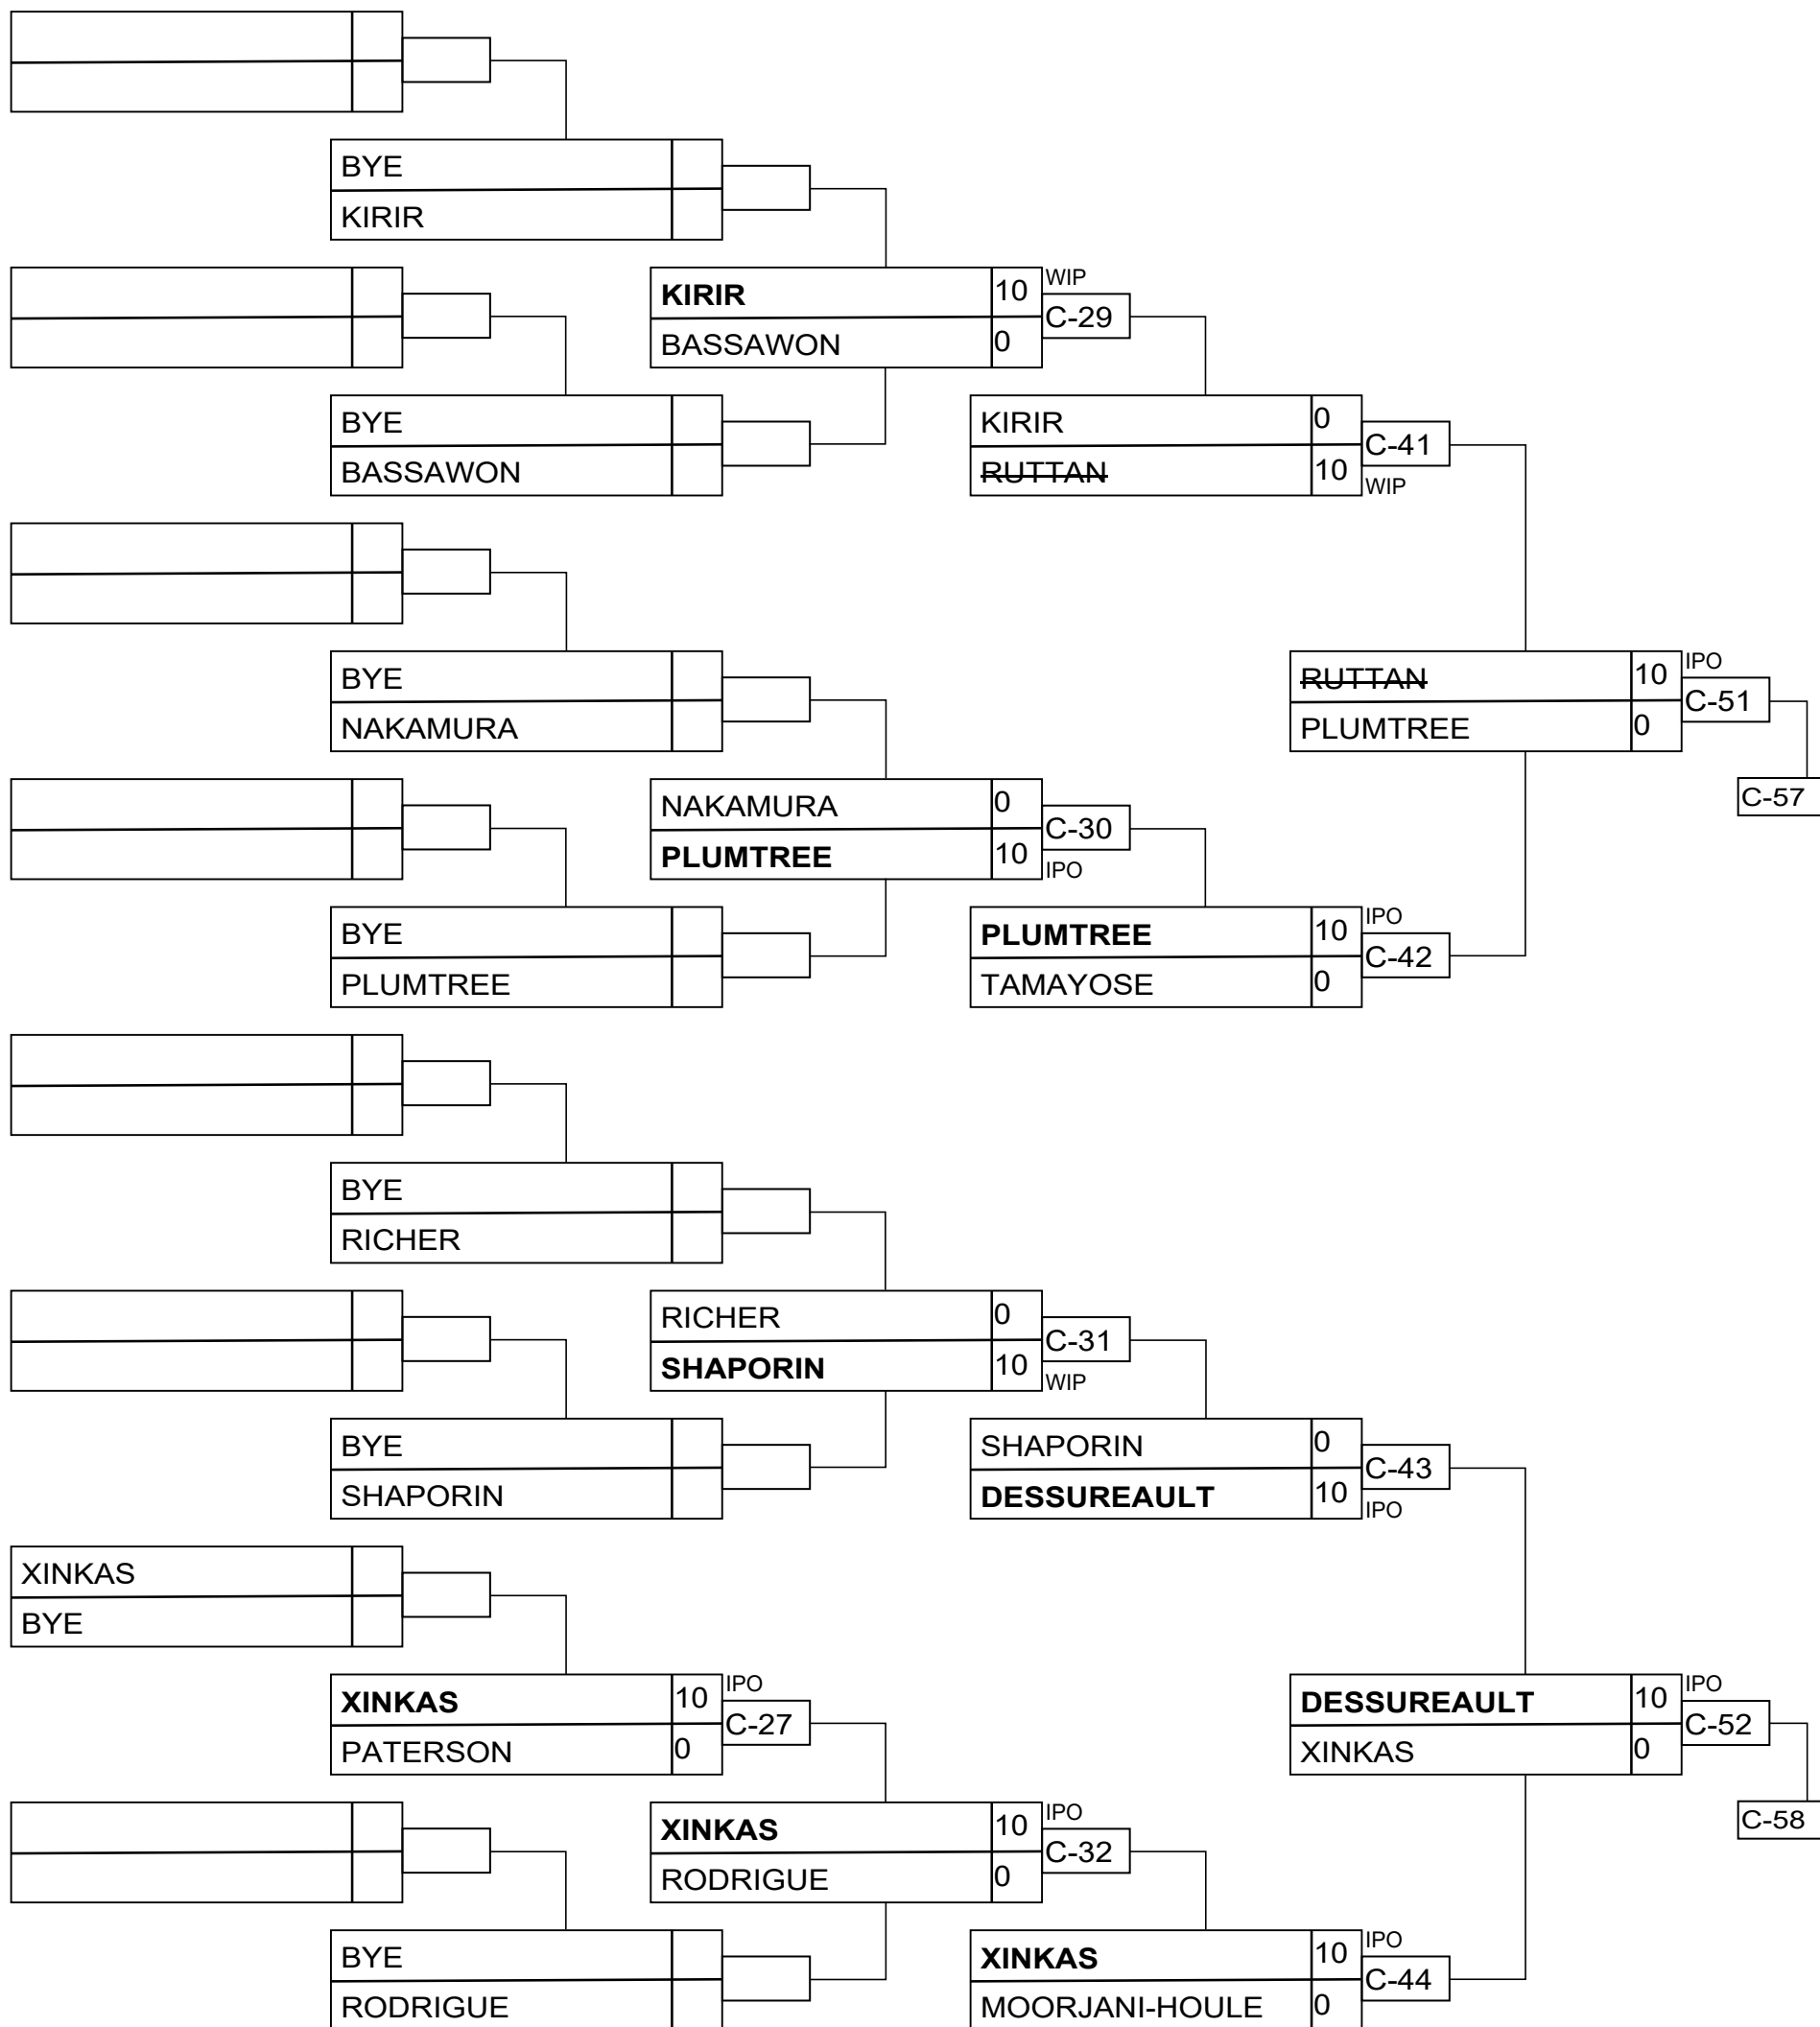 BYE
KIRIR
KIRIR 10 WIP
C-29
BASSAWON 0
BYE
BASSAWON
KIRIR 0
C-41
RUTTAN 10 WIP
BYE
NAKAMURA
RUTTAN 10 IPO
C-51
PLUMTREE 0
C-57
NAKAMURA 0
C-30
PLUMTREE 10 IPO
BYE
PLUMTREE
PLUMTREE 10 IPO
C-42
TAMAYOSE 0
BYE
RICHER
RICHER 0
C-31
SHAPORIN 10 WIP
BYE
SHAPORIN
SHAPORIN 0
C-43
DESSUREAULT 10 IPO
XINKAS
BYE
XINKAS 10 IPO
C-27
PATERSON 0
DESSUREAULT 10 IPO
C-52
XINKAS 0
C-58
XINKAS 10 IPO
C-32
RODRIGUE 0
BYE
RODRIGUE
XINKAS 10 IPO
C-44
MOORJANI-HOULE 0